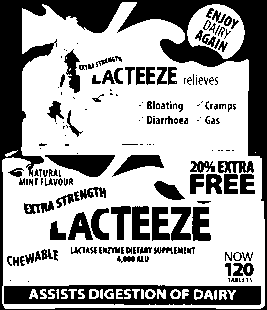 ENJOY
DAIRY
AGAIN
EXTRA STRENGTH
LACTEEZE relieves
Bloating Cramps
Diarrhoea Gas
20% EXTRA
FREE
NATURAL
MINT FLAVOUR
EXTRA STRENGTH
LACTEEZE
LACTASE ENZYME DIETARY SUPPLEMENT
4,000 ALU
CHEWABLE
NOW
120
TABLETS
ASSISTS DIGESTION OF DAIRY